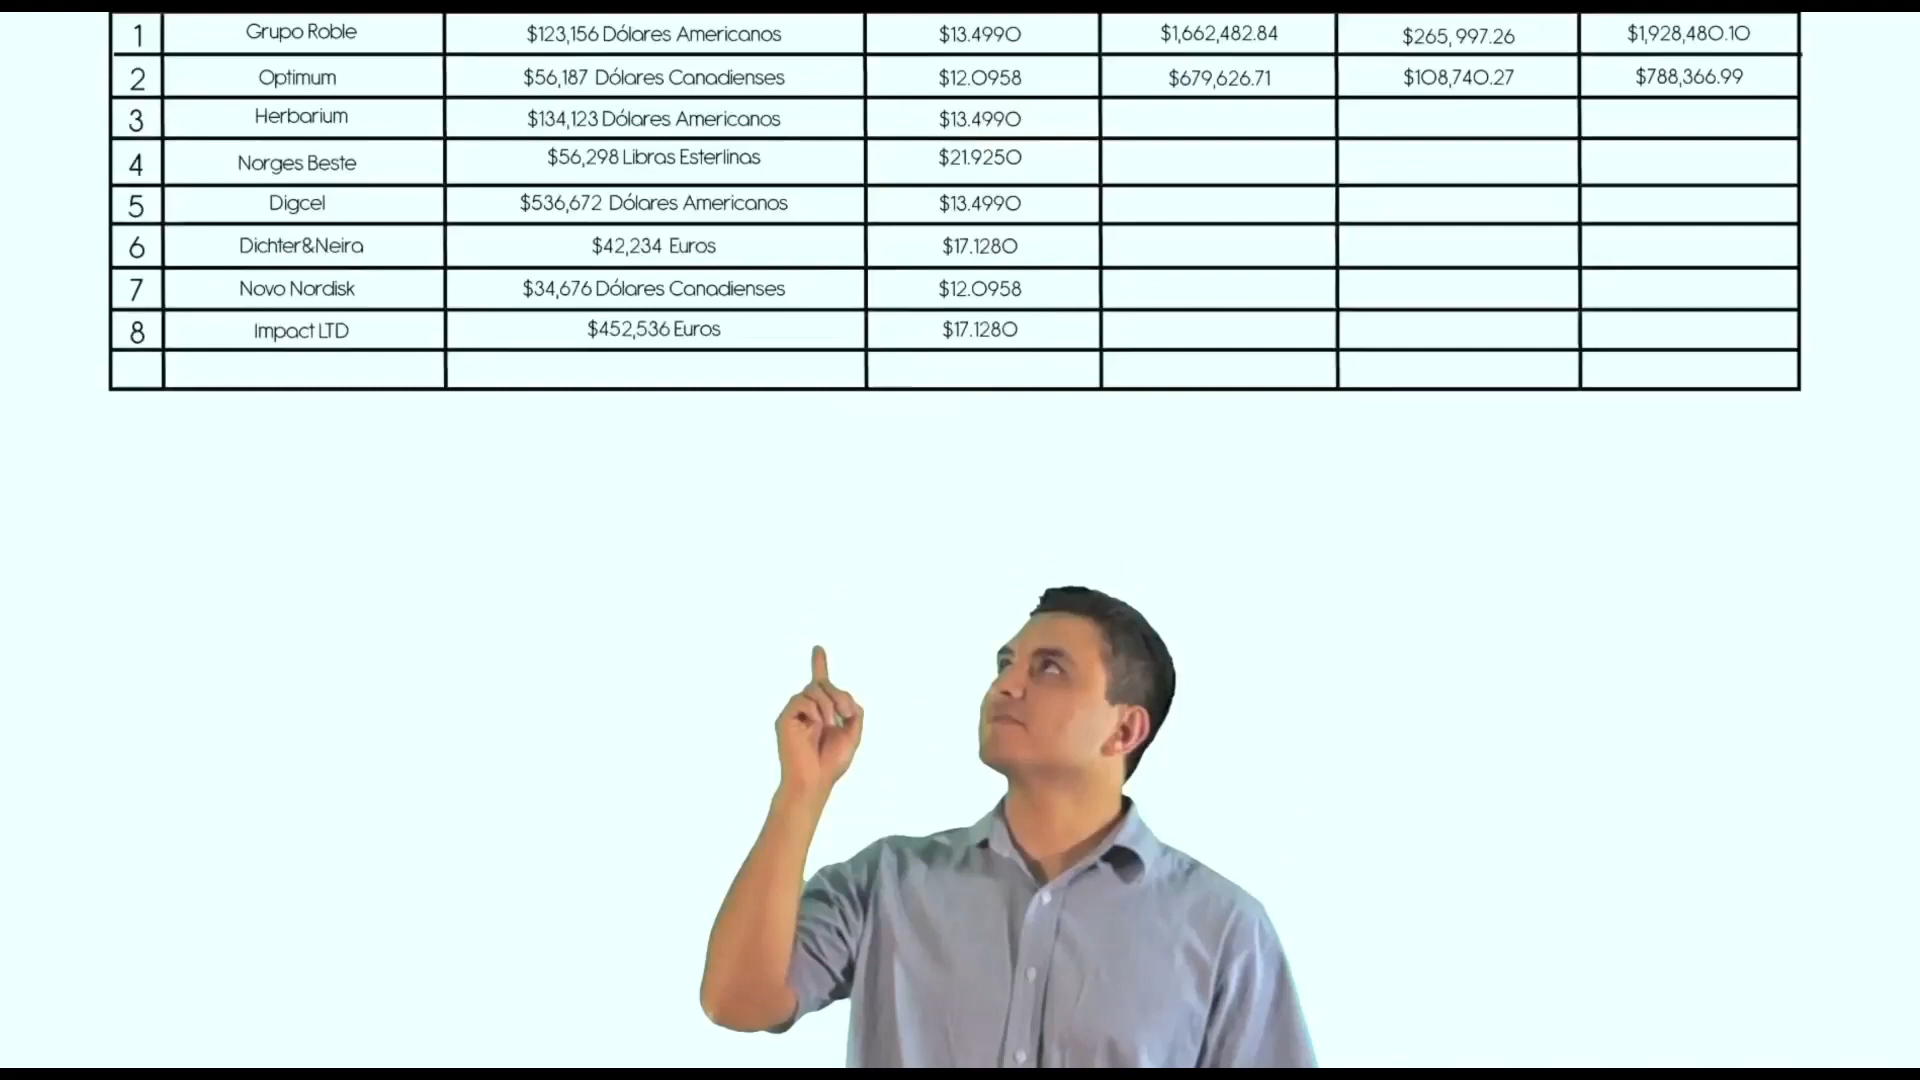 1 Grupo Roble $123,156 Dólares Americanos $13.4990 $1,662,482.84 $265,997.26 $1,928,480.10
2 Optimum $56,187 Dólares Canadienses $12.0958 $679,626.71 $108,740.27 $788,366.99
3 Herbarium $134,123 Dólares Americanos $13.4990
4 Norges Beste $56,298 Libras Esterlinas $21.9250
5 Digcel $536,672 Dólares Americanos $13.4990
6 Dichter&Neira $42,234 Euros $17.1280
7 Novo Nordisk $34,676 Dólares Canadienses $12.0958
8 Impact LTD $452,536 Euros $17.1280